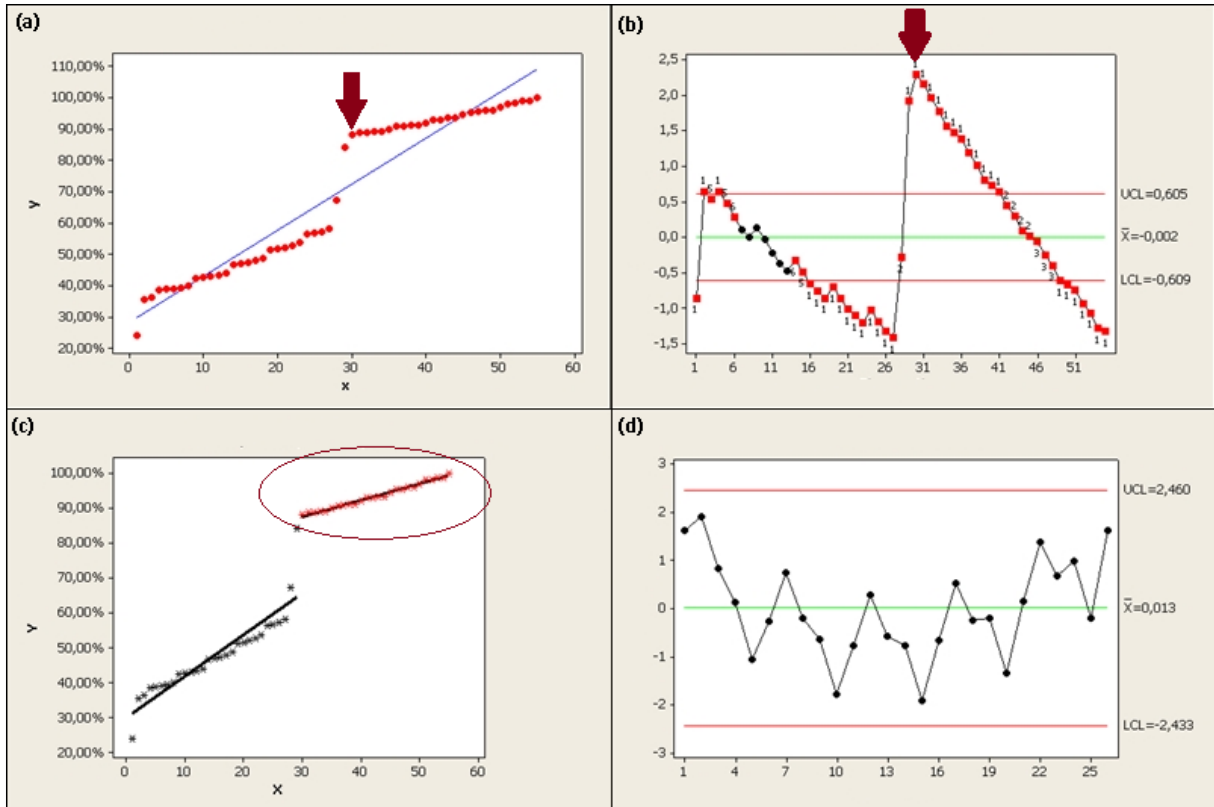 (a)
110,00%
100,00%
90,00%
80,00%
70,00%
60,00%
50,00%
40,00%
30,00%
20,00%
y
0 10 20 30 40 50 60
x
(b)
2,5
2,0
1,5
1,0
0,5
0,0
-0,5
-1,0
-1,5
UCL=0,605
X=-0,002
LCL=-0,609
1 6 11 16 21 26 31 36 41 46 51
(c)
100,00%
90,00%
80,00%
70,00%
60,00%
50,00%
40,00%
30,00%
20,00%
Y
0 10 20 30 40 50 60
X
(d)
3
2
1
0
-1
-2
-3
UCL=2,460
X=0,013
LCL=-2,433
1 4 7 10 13 16 19 22 25